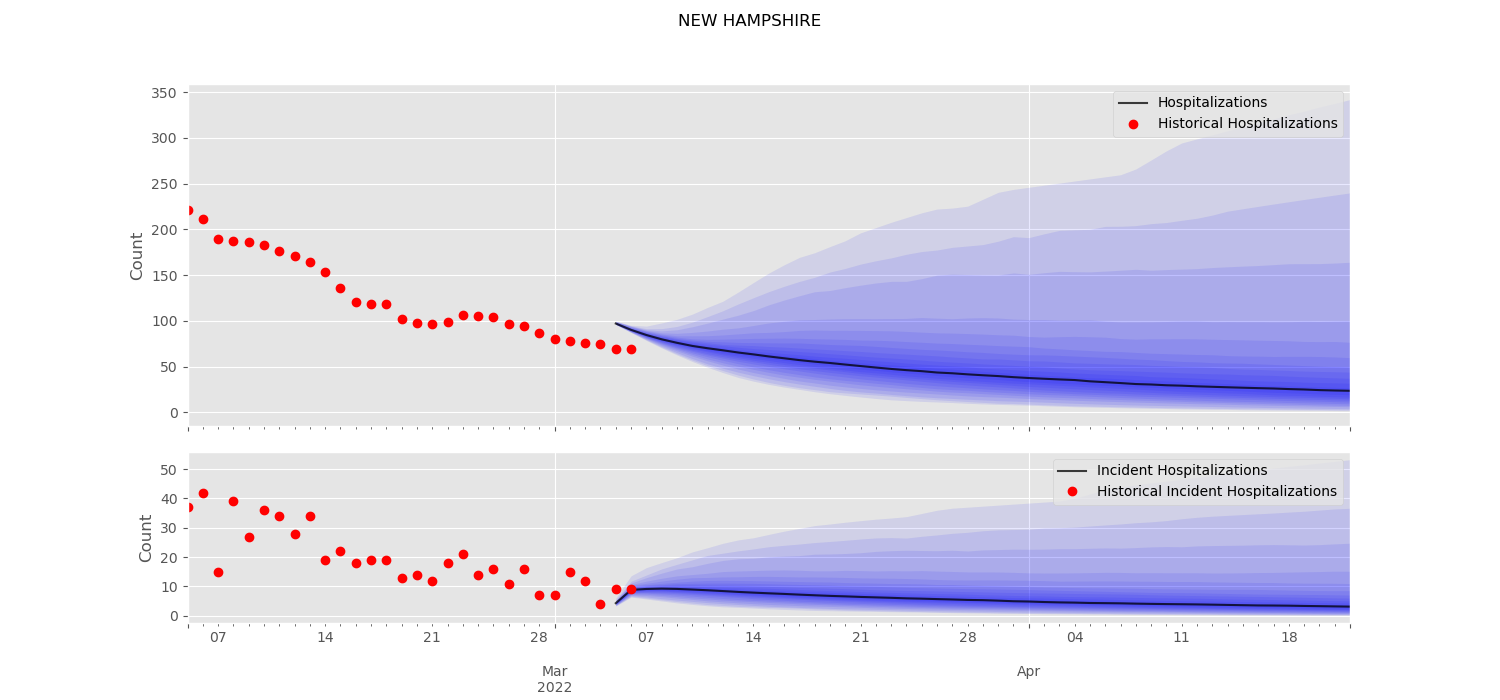 NEW HAMPSHIRE
350
300
250
200
150
100
50
0
Count
Hospitalizations
Historical Hospitalizations
50
40
30
20
10
0
Count
Incident Hospitalizations
Historical Incident Hospitalizations
07 14 21 28 07 14 21 28 04 11 18
Mar Apr
2022